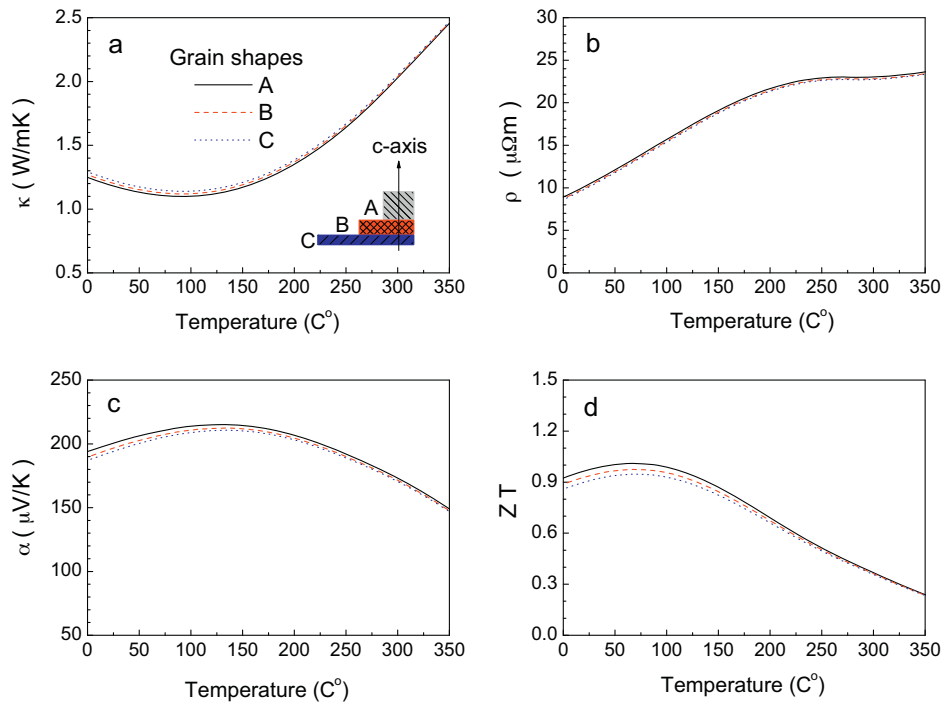 a
Grain shapes
A
B
C
c-axis
A
B
C
2.5
2.0
1.5
1.0
0.5
κ ( W/mK )
0 50 100 150 200 250 300 350
Temperature (C°)
b
30
25
20
15
10
5
0
ρ ( μΩm )
0 50 100 150 200 250 300 350
Temperature (C°)
c
250
200
150
100
50
α ( μV/K )
0 50 100 150 200 250 300 350
Temperature (C°)
d
1.5
1.2
0.9
0.6
0.3
0.0
Z T
0 50 100 150 200 250 300 350
Temperature (C°)